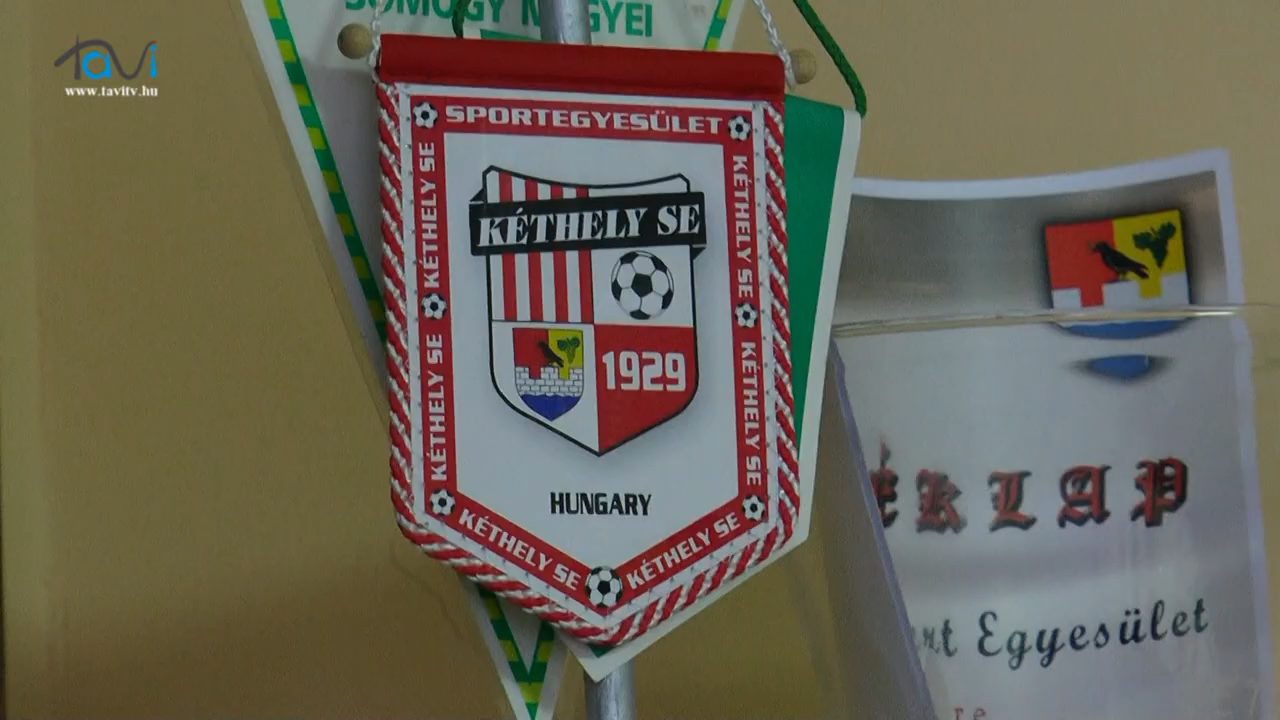 SOMOGY MEGYEI
TaVi
www.tavitv.hu
SPORTEGYESÜLET
KÉTHELY SE
KÉTHELY SE
KÉTHELY SE
KÉTHELY SE
KÉTHELY SE
1929
HUNGARY
KÉTHELY SE
KÉTHELY SE
ÉKLAP
Egyesület